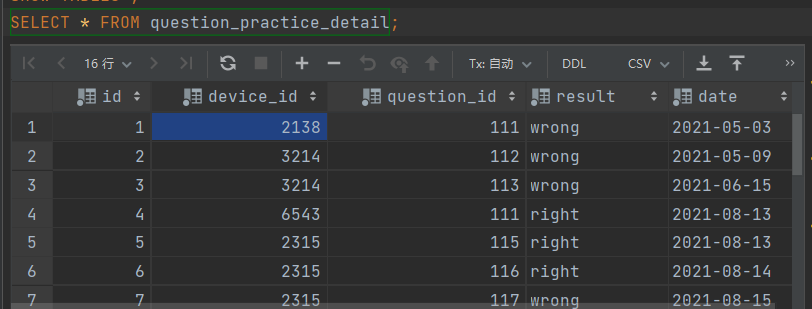 SELECT * FROM question_practice_detail;
16 行 Tx: 自动 DDL CSV
id device_id question_id result date
1 1 2138 111 wrong 2021-05-03
2 2 3214 112 wrong 2021-05-09
3 3 3214 113 wrong 2021-06-15
4 4 6543 111 right 2021-08-13
5 5 2315 115 right 2021-08-13
6 6 2315 116 right 2021-08-14
7 7 2315 117 wrong 2021-08-15